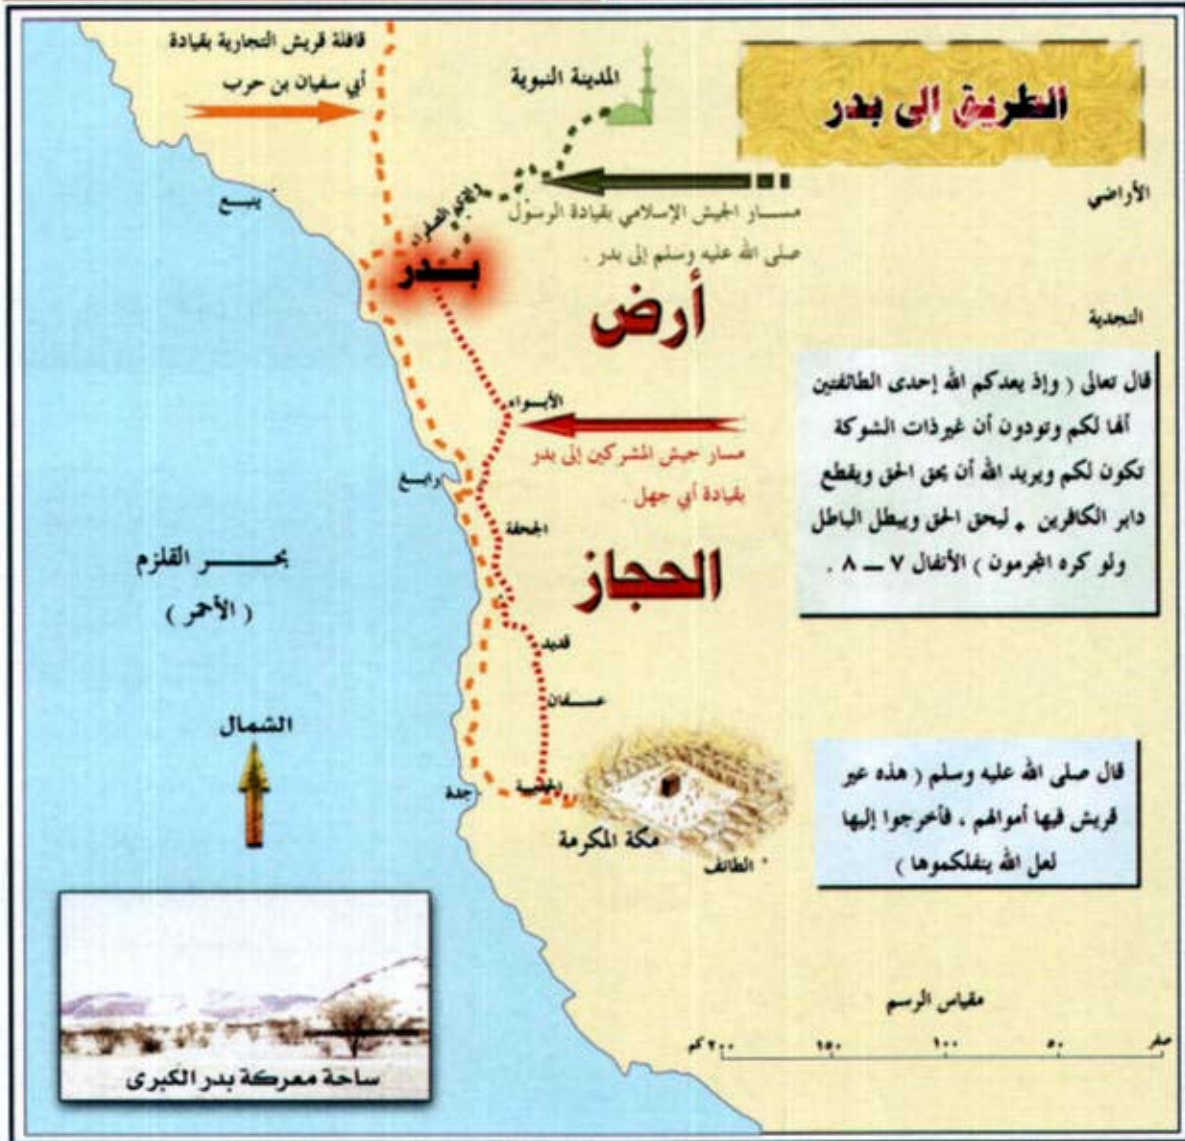 الطريق إلى بدر
قافلة قريش التجارية بقيادة
أبي سفيان بن حرب
المدينة النبوية
الأراضي
مسار الجيش الإسلامي بقيادة الرسول
صلى الله عليه وسلم إلى بدر .
ينبع
الصفراء
بدر
أرض
النجدية
قال تعالى ( وإذ يعدكم الله إحدى الطائفتين
ألها لكم وتودون أن غير ذات الشوكة
تكون لكم ويريد الله أن يحق الحق ويقطع
دابر الكافرين * ليحق الحق ويبطل الباطل
ولو كره المجرمون ) الأنفال ٧ – ٨ .
الأبواء
مسار جيش المشركين إلى بدر
بقيادة أبي جهل .
رابغ
الجحفة
الحجاز
بحر القلزم
( الأحمر )
قديد
عسفان
الشمال
جدة
مكة المكرمة
الطائف
قال صلى الله عليه وسلم ( هذه عير
قريش فيها أموالهم ، فأخرجوا إليها
لعل الله ينفلكموها )
مقياس الرسم
صفر ٥٠ ١٠٠ ١٥٠ ٢٠٠ كم
ساحة معركة بدر الكبرى